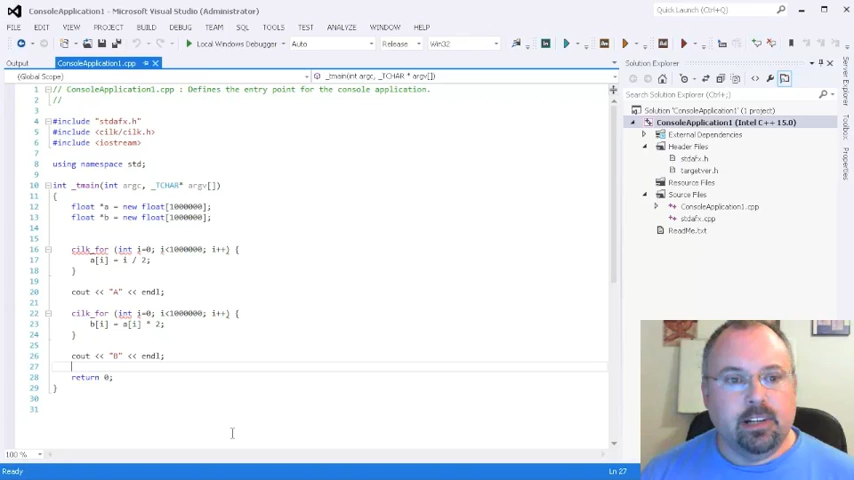 ConsoleApplication1 - Microsoft Visual Studio (Administrator)
Quick Launch (Ctrl+Q)
FILE EDIT VIEW PROJECT BUILD DEBUG TEAM SQL TOOLS TEST ANALYZE WINDOW HELP
Local Windows Debugger Auto Release Win32
Output ConsoleApplication1.cpp
(Global Scope) _tmain(int argc, _TCHAR * argv[])
1 // ConsoleApplication1.cpp : Defines the entry point for the console application.
2 //
3
4 #include "stdafx.h"
5 #include <cilk/cilk.h>
6 #include <iostream>
7
8 using namespace std;
9
10 int _tmain(int argc, _TCHAR* argv[])
11 {
12 float *a = new float[1000000];
13 float *b = new float[1000000];
14
15
16 cilk_for (int i=0; i<1000000; i++) {
17 a[i] = i / 2;
18 }
19
20 cout << "A" << endl;
21
22 cilk_for (int i=0; i<1000000; i++) {
23 b[i] = a[i] * 2;
24 }
25
26 cout << "B" << endl;
27
28 return 0;
29 }
30
31
100 %
Ready Ln 27
Solution Explorer
Search Solution Explorer (Ctrl+;)
Solution 'ConsoleApplication1' (1 project)
ConsoleApplication1 (Intel C++ 15.0)
External Dependencies
Header Files
stdafx.h
targetver.h
Resource Files
Source Files
ConsoleApplication1.cpp
stdafx.cpp
ReadMe.txt
Server Explorer
Toolbox
Properties